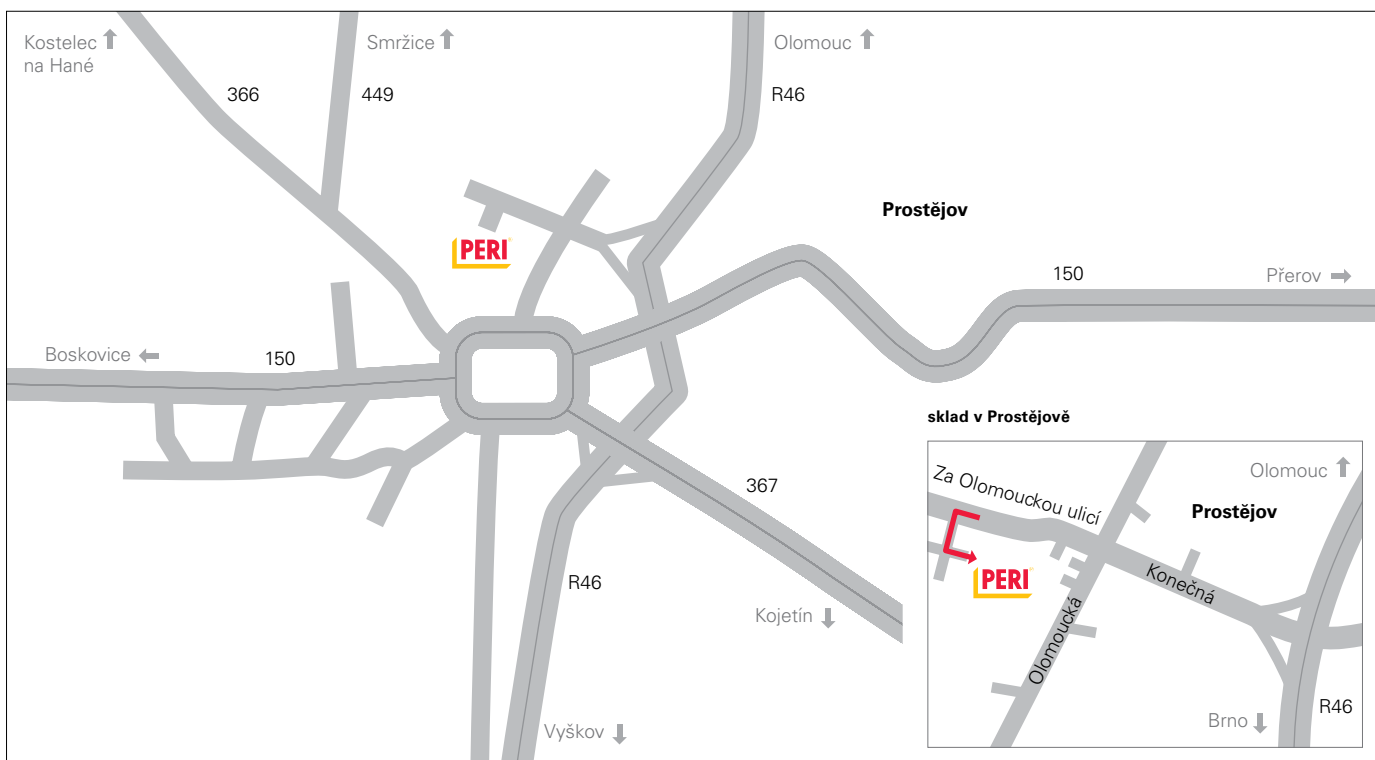 Kostelec
na Hané
Smržice
Olomouc
366
449
R46
Prostějov
PERI
150
Přerov
Boskovice
150
sklad v Prostějově
Za Olomouckou ulicí
Olomouc
Prostějov
367
PERI
Konečná
R46
Olomoucká
Kojetín
Vyškov
Brno
R46